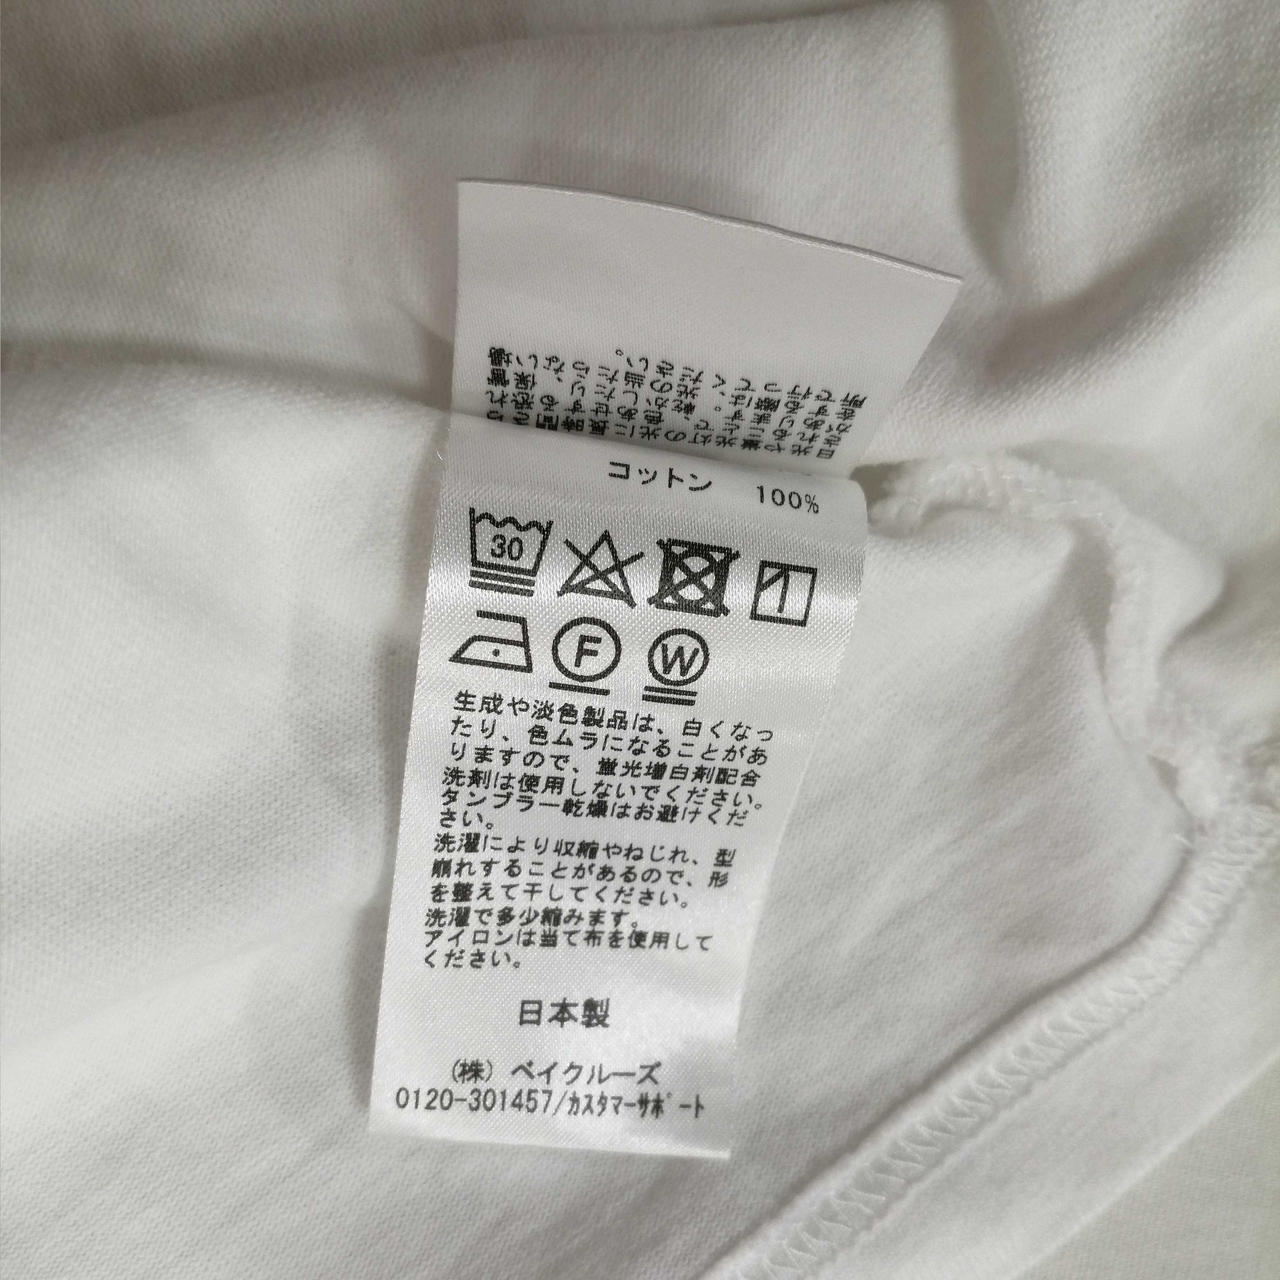 コットン 100%
30
F W
生成や淡色製品は、白くなっ
たり、色ムラになることがあ
りますので、蛍光増白剤配合
洗剤は使用しないでください。
タンブラー乾燥はお避けくだ
さい。
洗濯により収縮やねじれ、型
崩れすることがあるので、形
を整えて干してください。
洗濯で多少縮みます。
アイロンは当て布を使用して
ください。
日本製
(株) ベイクルーズ
0120-301457/カスタマーサポート